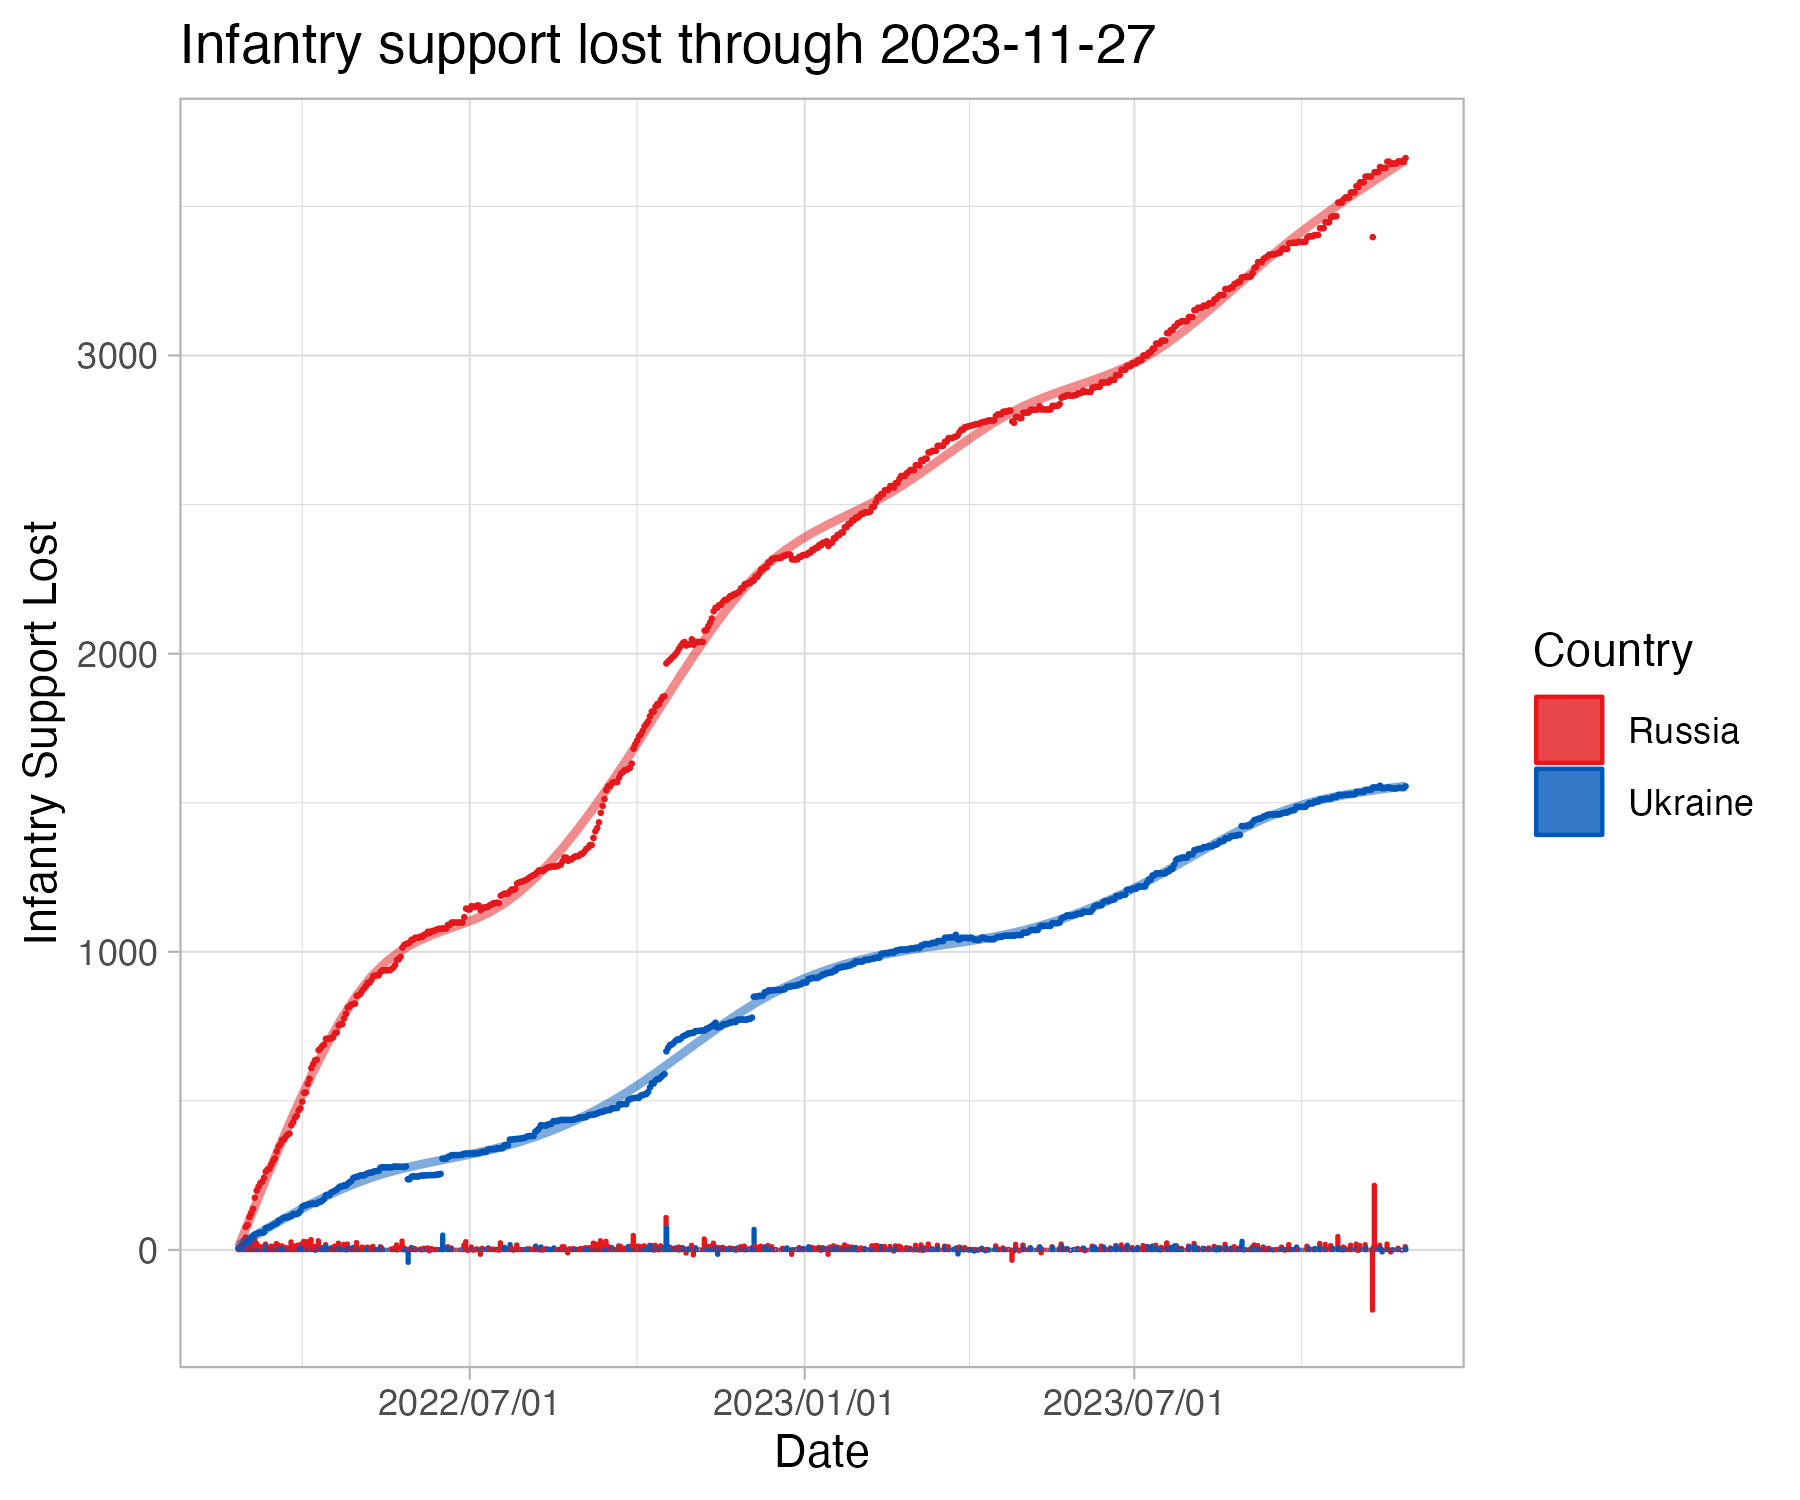 Infantry support lost through 2023-11-27
Infantry Support Lost
3000
2000
1000
0
2022/07/01
2023/01/01
2023/07/01
Date
Country
Russia
Ukraine